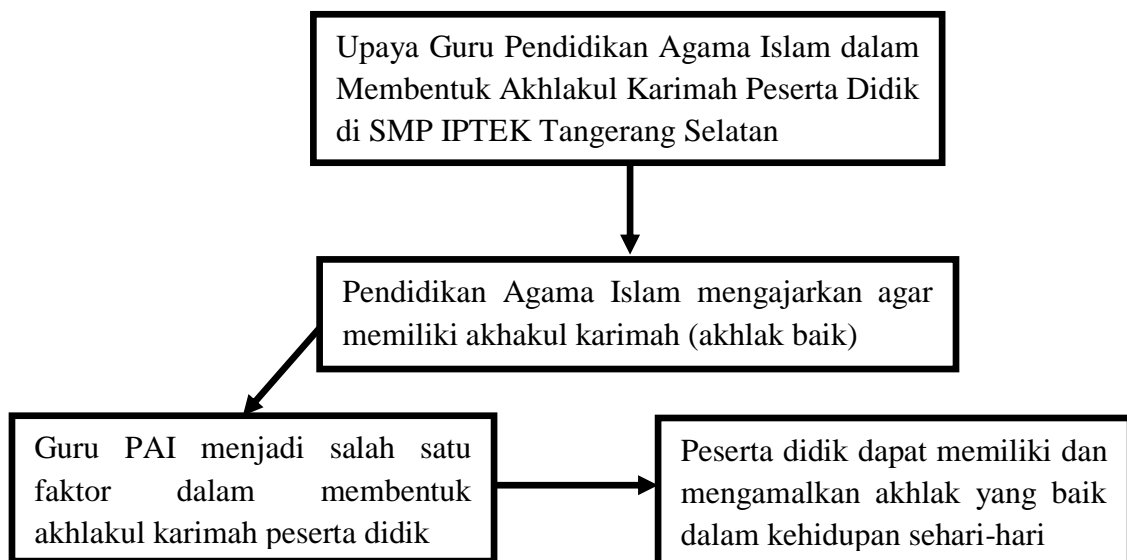 Upaya Guru Pendidikan Agama Islam dalam
Membentuk Akhlakul Karimah Peserta Didik
di SMP IPTEK Tangerang Selatan
Pendidikan Agama Islam mengajarkan agar
memiliki akhakul karimah (akhlak baik)
Guru PAI menjadi salah satu
faktor dalam membentuk
akhlakul karimah peserta didik
Peserta didik dapat memiliki dan
mengamalkan akhlak yang baik
dalam kehidupan sehari-hari